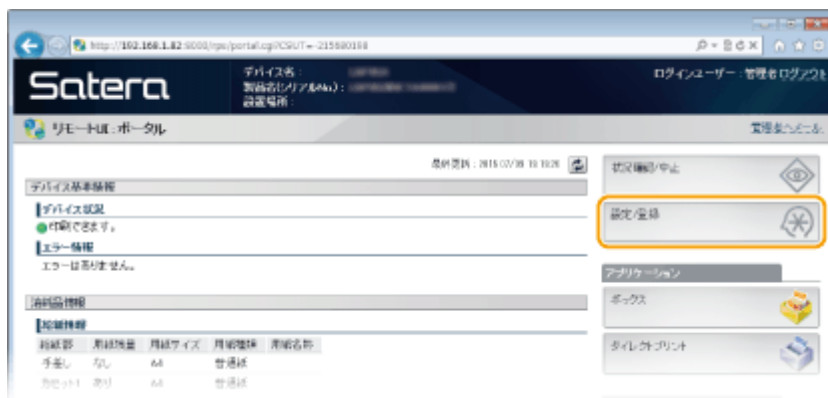 http://192.168.1.82:8000/rps/portal.cgi?CSUT=-215680198
Satera
デバイス名 :
製品名(シリアルNo.) :
設置場所 :
ログインユーザー : 管理者 ログアウト
リモートUI : ポータル
管理者へメール
最終更新 :
状況確認/中止
デバイス基本情報
デバイス状況
印刷できます。
設定/登録
エラー情報
エラーはありません。
アプリケーション
消耗品情報
ボックス
給紙情報
給紙部 用紙残量 用紙サイズ 用紙種類 用紙名称
手差し なし A4 普通紙
ダイレクトプリント
カセット1 あり A4 普通紙